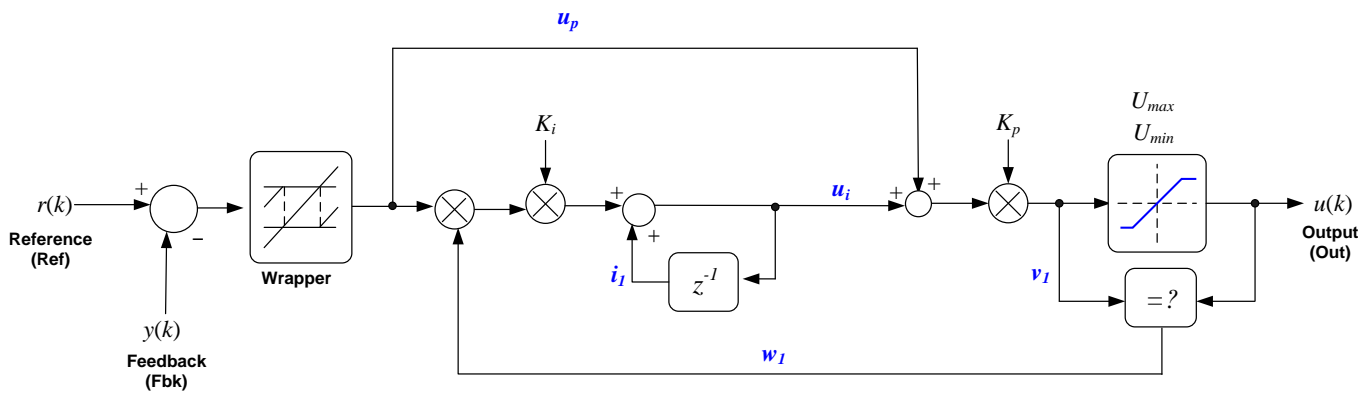 u_p
U_max
U_min
K_i
K_p
+
r(k)
Reference
(Ref)
−
y(k)
Feedback
(Fbk)
Wrapper
+
+
u_i
+
+
i_1
z^-1
v_1
=?
w_1
u(k)
Output
(Out)